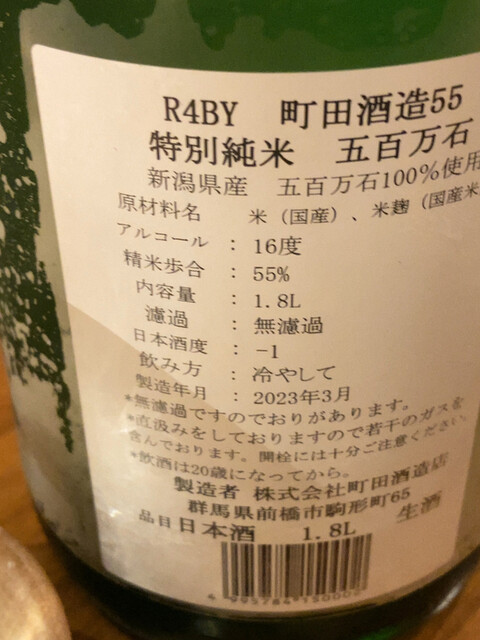 R4BY 町田酒造55
特別純米 五百万石
新潟県産 五百万石100%使用
原材料名 米（国産）、米麹（国産米
アルコール : 16度
精米歩合 : 55%
内容量 : 1.8L
濾過 : 無濾過
日本酒度 : -1
飲み方 : 冷やして
製造年月 : 2023年3月
*無濾過ですのでおりがあります。
*直汲みをしておりますので若干のガスを
含んでおります。開栓には十分ご注意ください
*飲酒は20歳になってから。
製造者 株式会社町田酒造店
群馬県前橋市駒形町65
品目 日本酒 1.8L 生酒